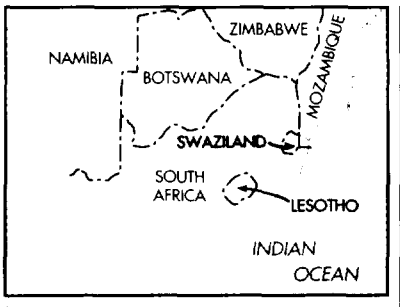 ZIMBABWE
NAMIBIA
BOTSWANA
MOZAMBIQUE
SWAZILAND
SOUTH
AFRICA
LESOTHO
INDIAN
OCEAN